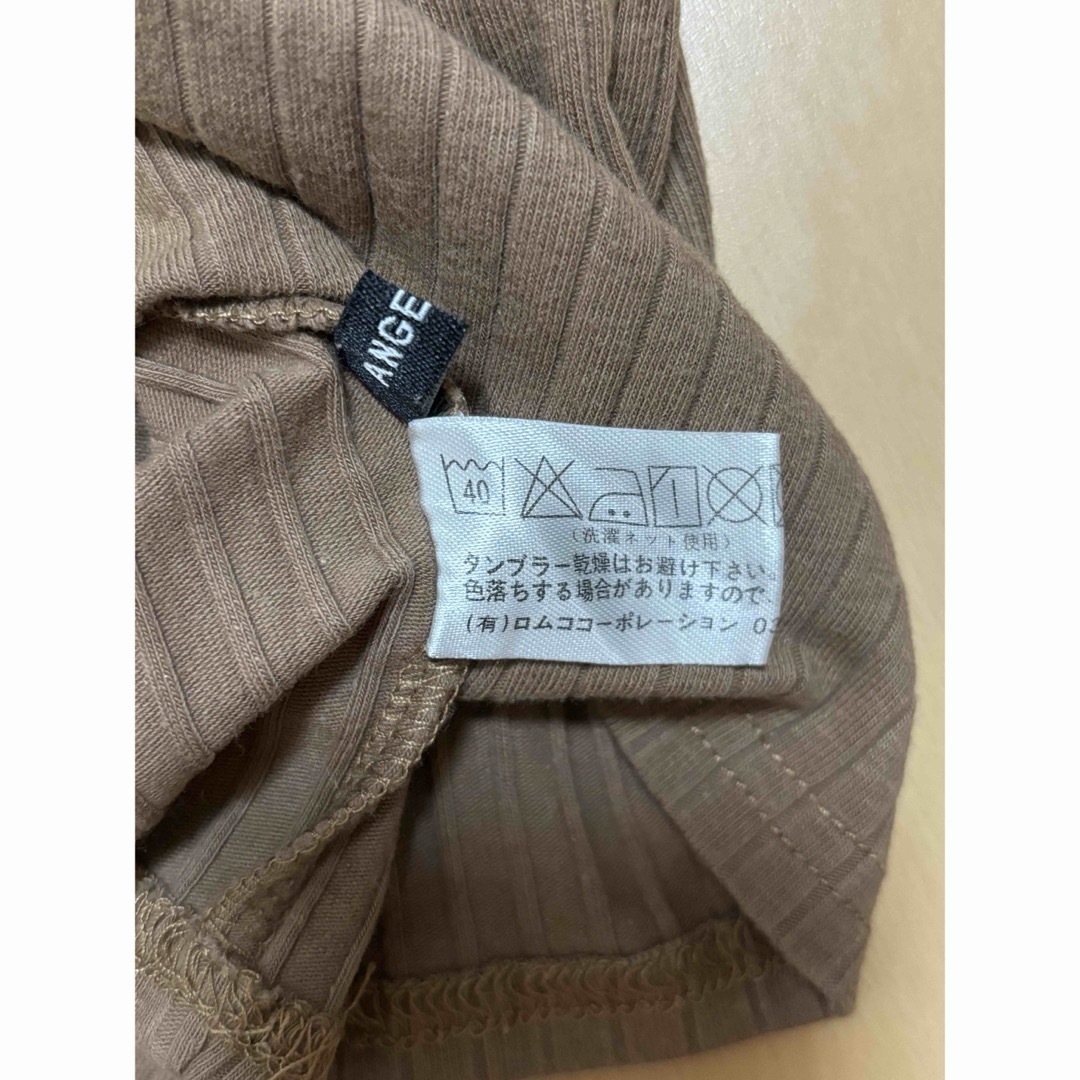 ANGE
40
(洗濯ネット使用)
タンブラー乾燥はお避け下さい。
色落ちする場合がありますので、
(有)ロムココーポレーション 03